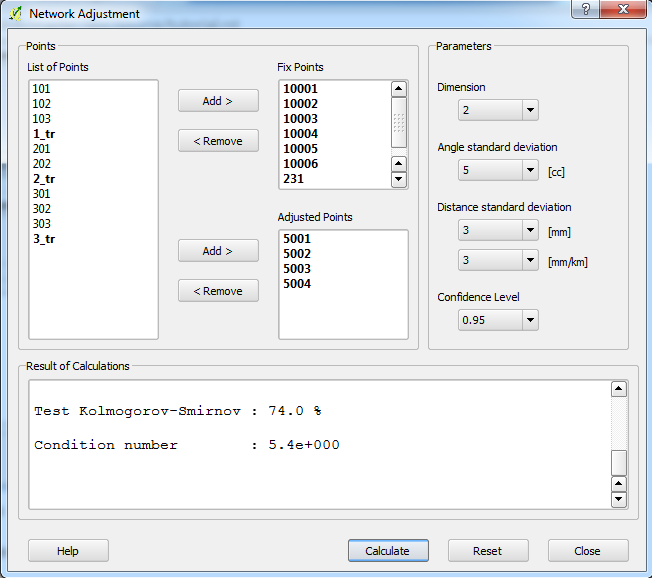 Network Adjustment
Points
List of Points
101
102
103
1_tr
201
202
2_tr
301
302
303
3_tr
Add >
< Remove
Fix Points
10001
10002
10003
10004
10005
10006
231
Add >
< Remove
Adjusted Points
5001
5002
5003
5004
Parameters
Dimension
2
Angle standard deviation
5 [cc]
Distance standard deviation
3 [mm]
3 [mm/km]
Confidence Level
0.95
Result of Calculations
Test Kolmogorov-Smirnov : 74.0 %
Condition number : 5.4e+000
Help
Calculate
Reset
Close